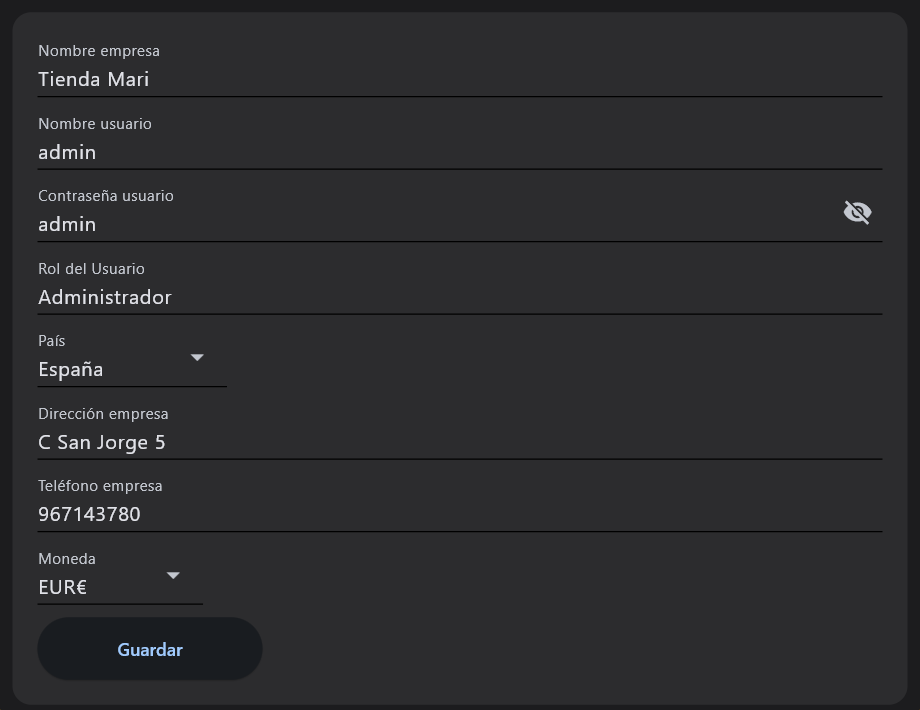 Nombre empresa
Tienda Mari
Nombre usuario
admin
Contraseña usuario
admin
Rol del Usuario
Administrador
País
España
Dirección empresa
C San Jorge 5
Teléfono empresa
967143780
Moneda
EUR€
Guardar